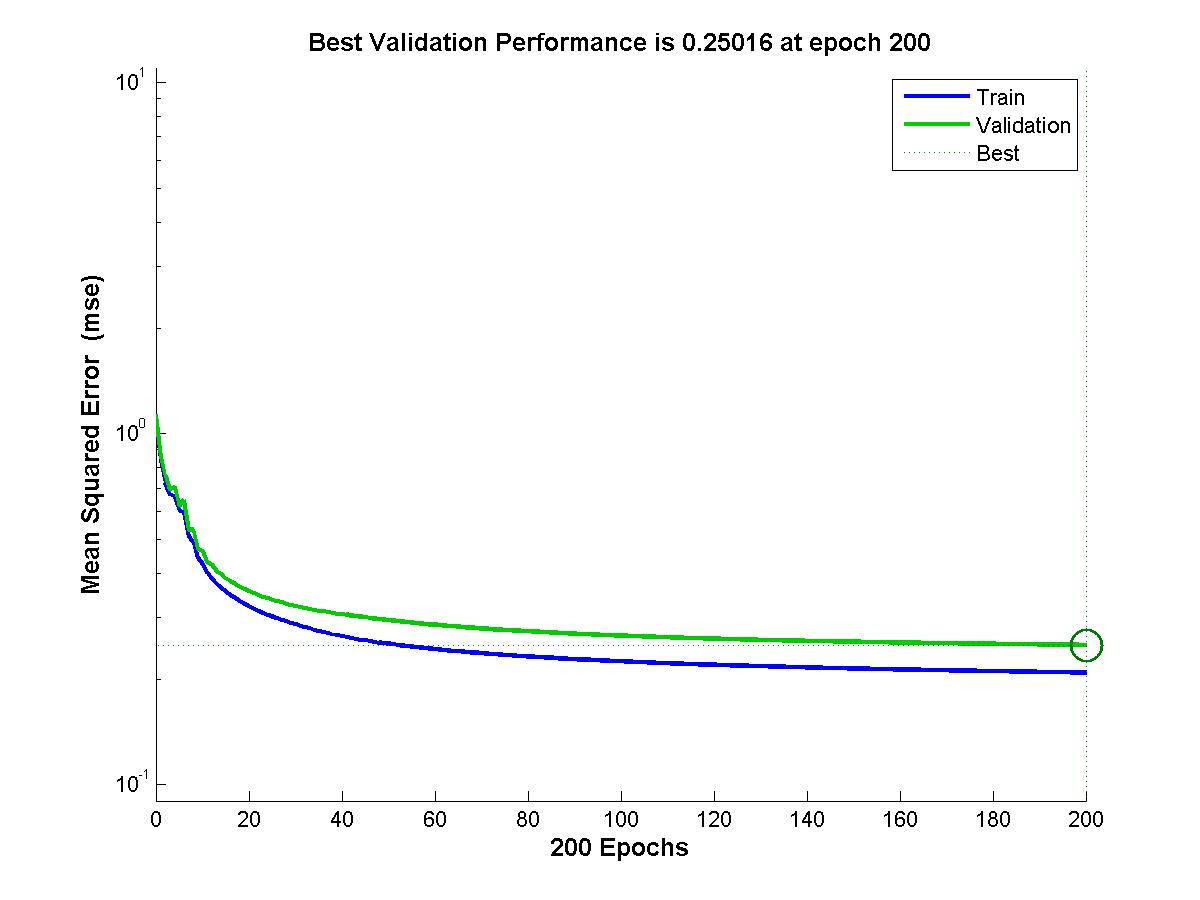 Best Validation Performance is 0.25016 at epoch 200
Train
Validation
Best
Mean Squared Error  (mse)
10^1
10^0
10^-1
0 20 40 60 80 100 120 140 160 180 200
200 Epochs